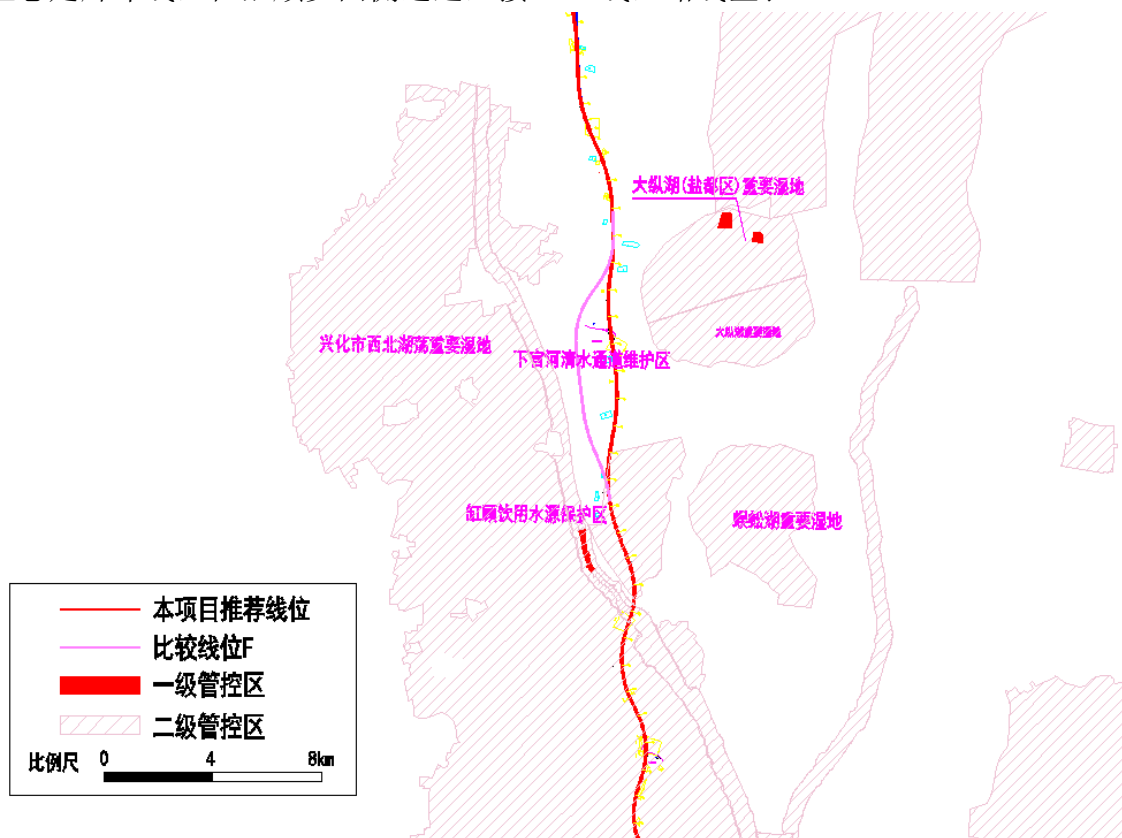 大纵湖(盐都区)重要湿地
大纵湖重要湿地
兴化市西北湖荡重要湿地
下官河清水通道维护区
缸顾饮用水源保护区
蜈蚣湖重要湿地
本项目推荐线位
比较线位F
一级管控区
二级管控区
比例尺 0 4 8km